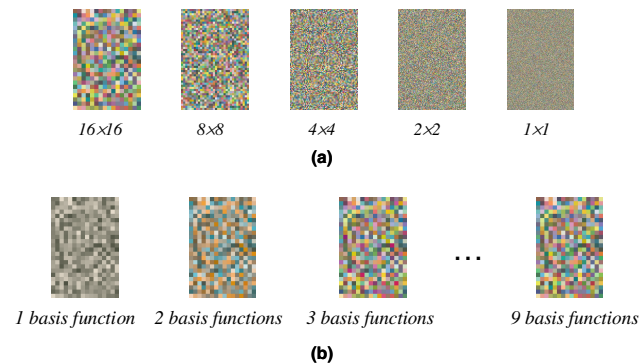 16×16 8×8 4×4 2×2 1×1
(a)
...
1 basis function 2 basis functions 3 basis functions 9 basis functions
(b)